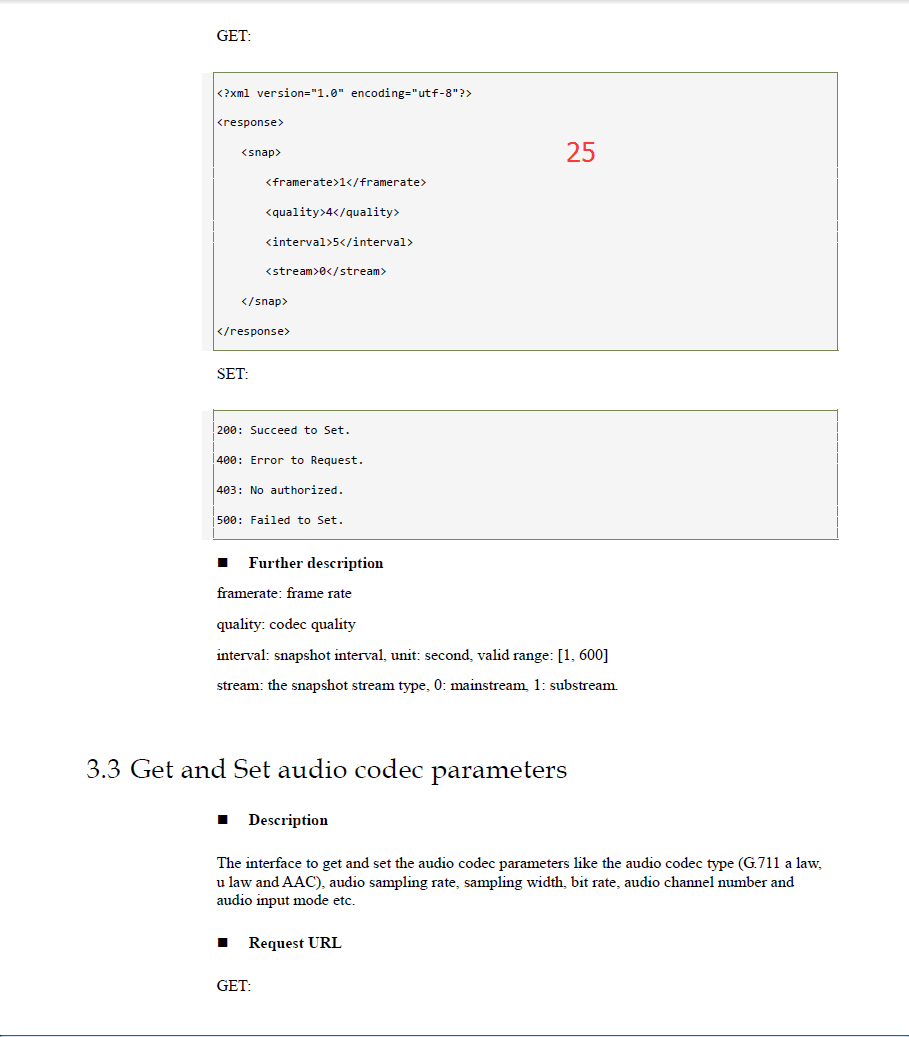 GET:
<?xml version="1.0" encoding="utf-8"?>
<response>
<snap>
25
<framerate>1</framerate>
<quality>4</quality>
<interval>5</interval>
<stream>0</stream>
</snap>
</response>
SET:
200: Succeed to Set.
400: Error to Request.
403: No authorized.
500: Failed to Set.
■ Further description
framerate: frame rate
quality: codec quality
interval: snapshot interval, unit: second, valid range: [1, 600]
stream: the snapshot stream type, 0: mainstream, 1: substream.
3.3 Get and Set audio codec parameters
■ Description
The interface to get and set the audio codec parameters like the audio codec type (G.711 a law,
u law and AAC), audio sampling rate, sampling width, bit rate, audio channel number and
audio input mode etc.
■ Request URL
GET: